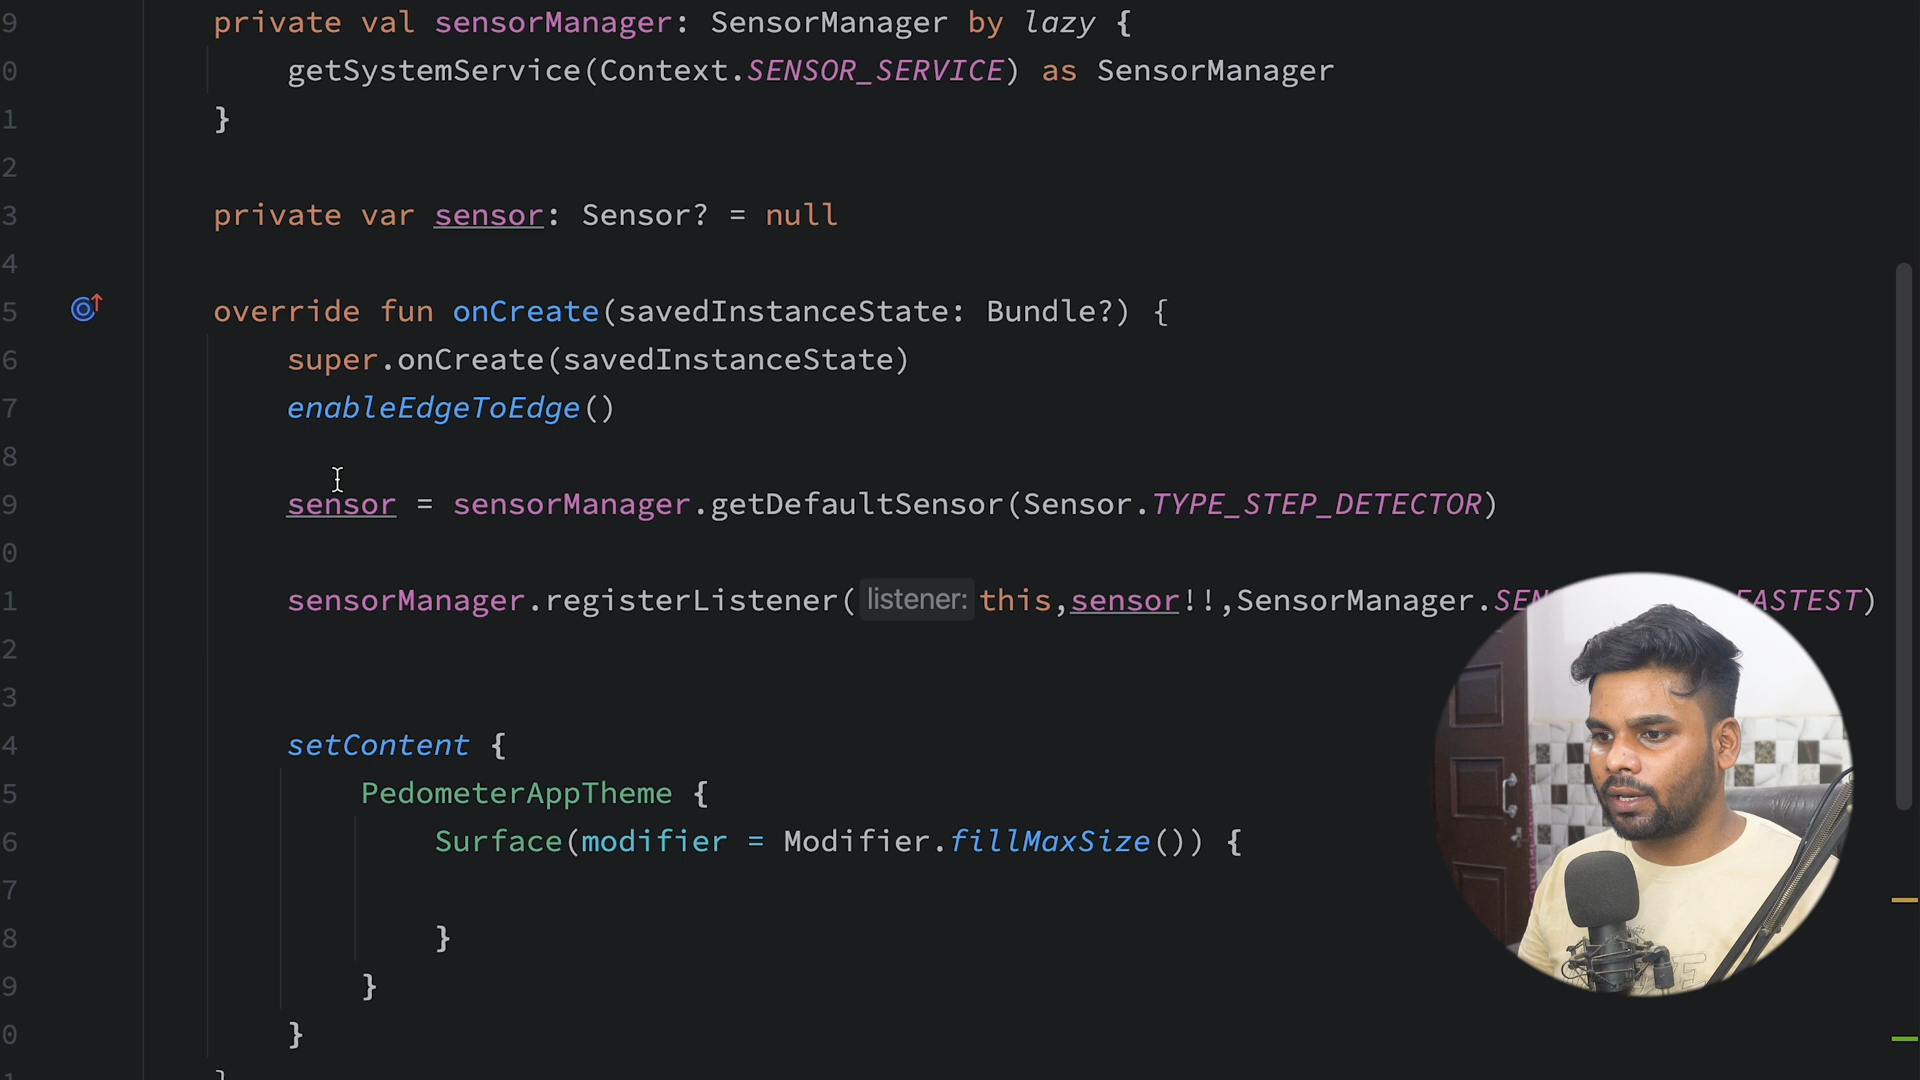 9 private val sensorManager: SensorManager by lazy {
0 getSystemService(Context.SENSOR_SERVICE) as SensorManager
1 }
2
3 private var sensor: Sensor? = null
4
5 override fun onCreate(savedInstanceState: Bundle?) {
6 super.onCreate(savedInstanceState)
7 enableEdgeToEdge()
8
9 sensor = sensorManager.getDefaultSensor(Sensor.TYPE_STEP_DETECTOR)
0
1 sensorManager.registerListener( listener: this,sensor!!,SensorManager.SEN FASTEST)
2
3
4 setContent {
5 PedometerAppTheme {
6 Surface(modifier = Modifier.fillMaxSize()) {
7
8 }
9 }
0 }
}